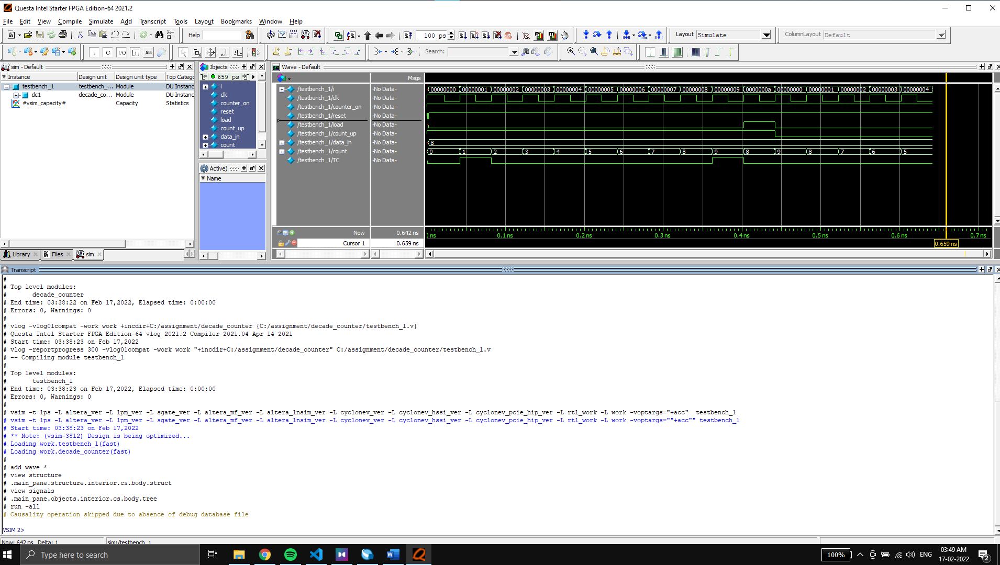 Questa Intel Starter FPGA Edition-64 2021.2
File Edit View Compile Simulate Add Transcript Tools Layout Bookmarks Window Help
Help
100 ps
Layout Simulate
ColumnLayout Default
Search:
sim - Default
Instance Design unit Design unit type Top Categ
testbench_1 testbench_... Module DU Instanc
dc1 decade_co... Module DU Instanc
#vsim_capacity# Capacity Statistics
Library Files sim
Objects
659 ps
i
clk
counter_on
reset
load
count_up
data_in
count
Active)
Name
Wave - Default
Msgs
/testbench_1/i -No Data- 00000000 00000001 00000002 00000003 00000004 00000005 00000006 00000007 00000008 00000009 0000000a 00000000 00000001 00000002 00000003 00000004
/testbench_1/clk -No Data-
/testbench_1/counter_on -No Data-
/testbench_1/reset -No Data-
/testbench_1/load -No Data-
/testbench_1/count_up -No Data-
/testbench_1/data_in -No Data- 8
/testbench_1/count -No Data- 0 1 2 3 4 5 6 7 8 9 8 9 8 7 6 5
/testbench_1/TC -No Data-
Now 0.642 ns
0.1 ns 0.2 ns 0.3 ns 0.4 ns 0.5 ns 0.6 ns 0.7 ns
Cursor 1 0.659 ns
0.659 ns
Transcript
#
# Top level modules:
# decade_counter
# End time: 03:38:22 on Feb 17,2022, Elapsed time: 0:00:00
# Errors: 0, Warnings: 0
#
# vlog -vlog01compat -work work +incdir+C:/assignment/decade_counter {C:/assignment/decade_counter/testbench_1.v}
# Questa Intel Starter FPGA Edition-64 vlog 2021.2 Compiler 2021.04 Apr 14 2021
# Start time: 03:38:23 on Feb 17,2022
# vlog -reportprogress 300 -vlog01compat -work work "+incdir+C:/assignment/decade_counter" C:/assignment/decade_counter/testbench_1.v
# -- Compiling module testbench_1
#
# Top level modules:
# testbench_1
# End time: 03:38:23 on Feb 17,2022, Elapsed time: 0:00:00
# Errors: 0, Warnings: 0
#
# vsim -t 1ps -L altera_ver -L lpm_ver -L sgate_ver -L altera_mf_ver -L altera_lnsim_ver -L cyclonev_ver -L cyclonev_hssi_ver -L cyclonev_pcie_hip_ver -L rtl_work -L work -voptargs="+acc" testbench_1
# vsim -t 1ps -L altera_ver -L lpm_ver -L sgate_ver -L altera_mf_ver -L altera_lnsim_ver -L cyclonev_ver -L cyclonev_hssi_ver -L cyclonev_pcie_hip_ver -L rtl_work -L work -voptargs=""+acc"" testbench_1
# Start time: 03:38:23 on Feb 17,2022
# ** Note: (vsim-3812) Design is being optimized...
# Loading work.testbench_1(fast)
# Loading work.decade_counter(fast)
#
# add wave *
# view structure
# .main_pane.structure.interior.cs.body.struct
# view signals
# .main_pane.objects.interior.cs.body.tree
# run -all
# Causality operation skipped due to absence of debug database file
VSIM 2>
Now: 642 ps Delta: 1 sim:/testbench_1
Type here to search
100%
ENG
03:49 AM
17-02-2022
2